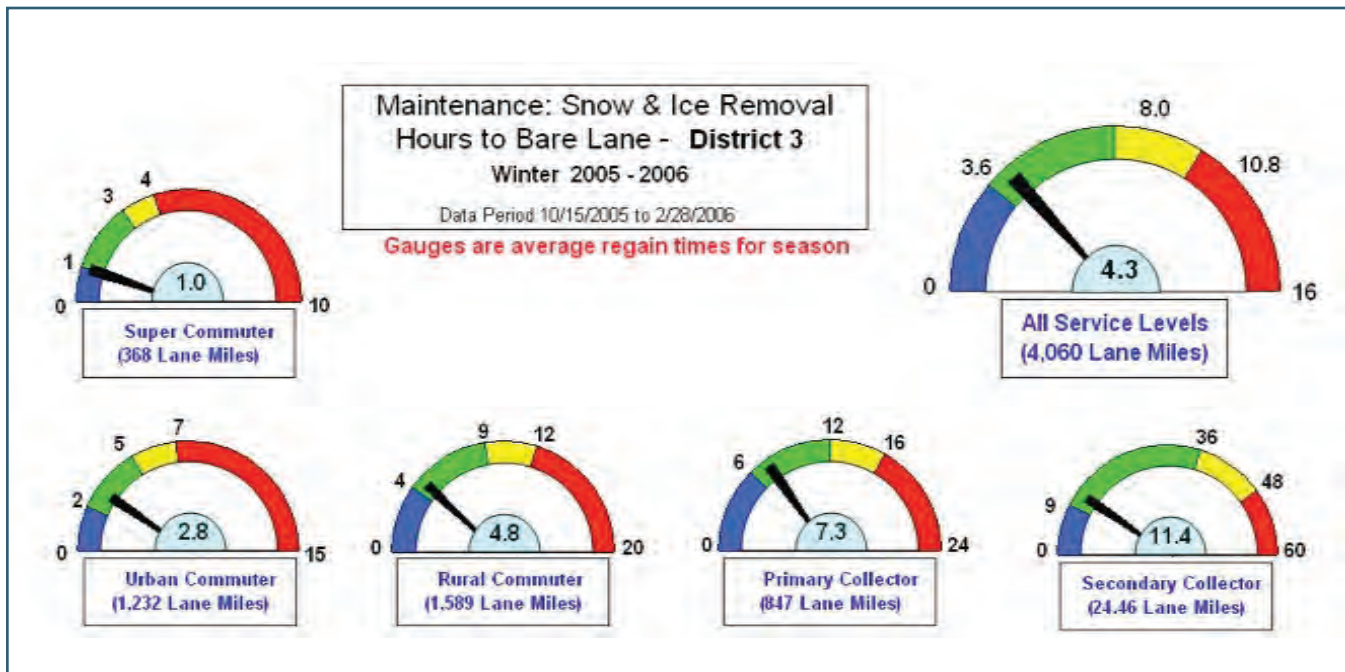 Maintenance: Snow & Ice Removal
Hours to Bare Lane - District 3
Winter 2005 - 2006
Data Period 10/15/2005 to 2/28/2006
Gauges are average regain times for season
0
1
3
4
10
1.0
Super Commuter
(368 Lane Miles)
0
3.6
8.0
10.8
16
4.3
All Service Levels
(4,060 Lane Miles)
0
2
5
7
15
2.8
Urban Commuter
(1,232 Lane Miles)
0
4
9
12
20
4.8
Rural Commuter
(1,589 Lane Miles)
0
6
12
16
24
7.3
Primary Collector
(847 Lane Miles)
0
9
36
48
60
11.4
Secondary Collector
(24.46 Lane Miles)